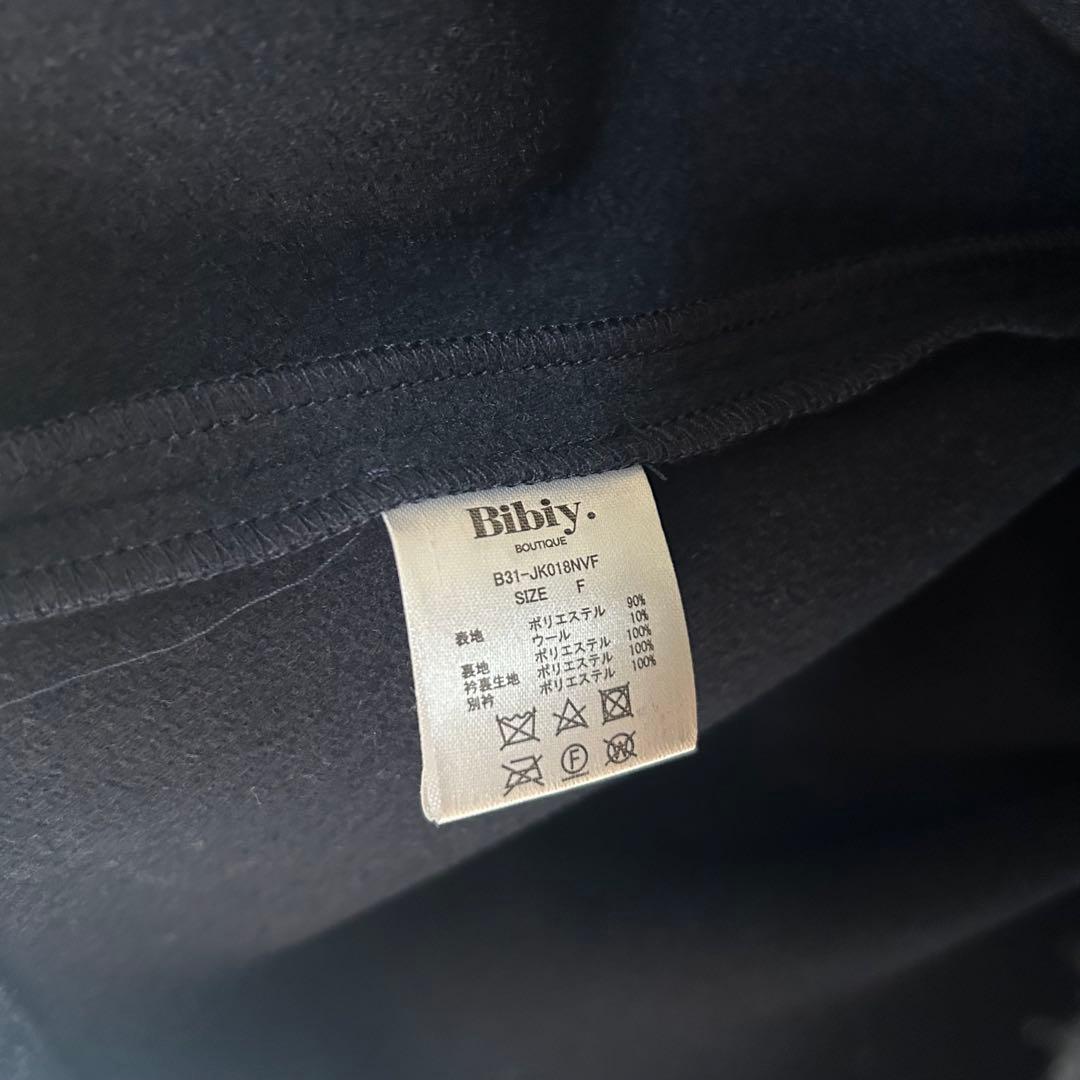 Bibiy.
BOUTIQUE
B31-JK018NVF
SIZE F
表地 ポリエステル 90%
ウール 10%
裏地 ポリエステル 100%
衿裏生地 ポリエステル 100%
別衿 ポリエステル 100%
F W